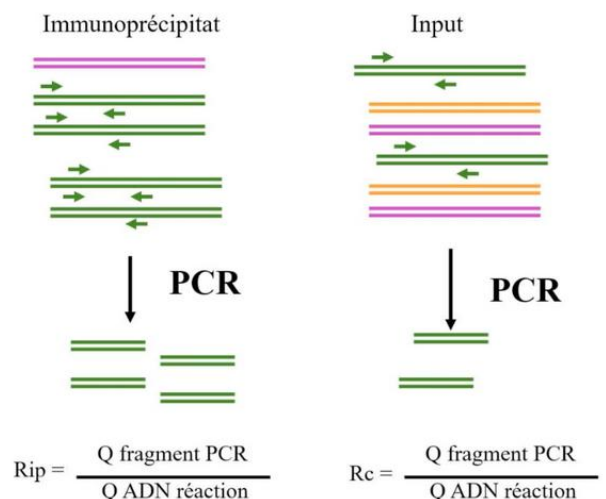 Immunoprécipitat
Input
PCR
PCR
Rip = Q fragment PCR
Q ADN réaction
Rc = Q fragment PCR
Q ADN réaction